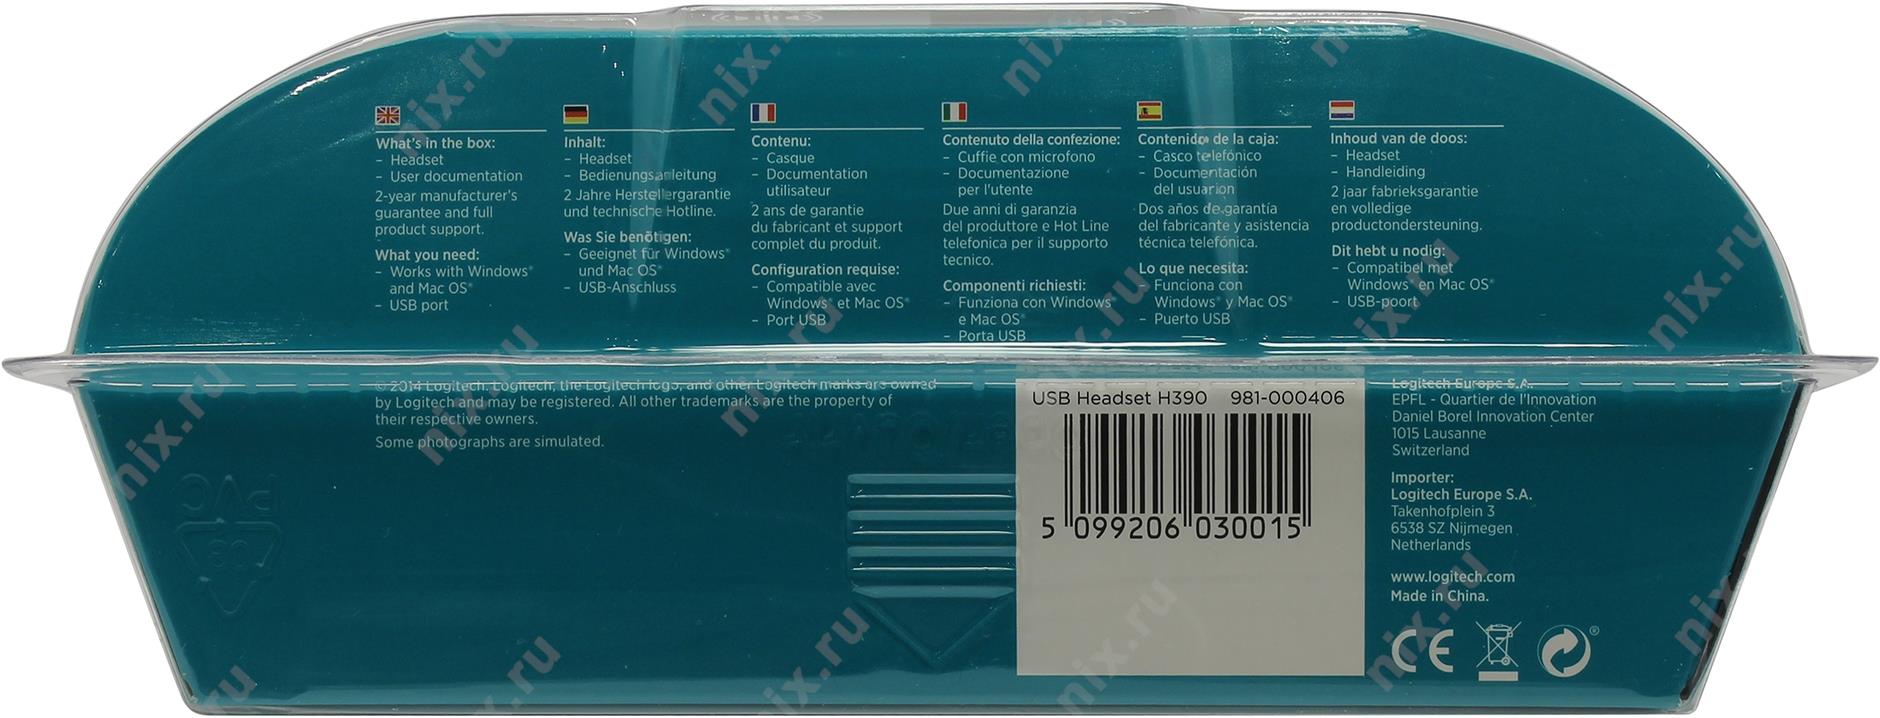 What's in the box:
- Headset
- User documentation
2-year manufacturer's
guarantee and full
product support.
What you need:
- Works with Windows®
and Mac OS®
- USB port
Inhalt:
- Headset
- Bedienungsanleitung
2 Jahre Herstellergarantie
und technische Hotline.
Was Sie benötigen:
- Geeignet für Windows®
und Mac OS®
- USB-Anschluss
Contenu:
- Casque
- Documentation
utilisateur
2 ans de garantie
du fabricant et support
complet du produit.
Configuration requise:
- Compatible avec
Windows® et Mac OS®
- Port USB
Contenuto della confezione:
- Cuffie con microfono
- Documentazione
per l'utente
Due anni di garanzia
del produttore e Hot Line
telefonica per il supporto
tecnico.
Componenti richiesti:
- Funziona con Windows®
e Mac OS®
- Porta USB
Contenido de la caja:
- Casco telefónico
- Documentación
del usuarion
Dos años de garantía
del fabricante y asistencia
técnica telefónica.
Lo que necesita:
- Funciona con
Windows® y Mac OS®
- Puerto USB
Inhoud van de doos:
- Headset
- Handleiding
2 jaar fabrieksgarantie
en volledige
productondersteuning.
Dit hebt u nodig:
- Compatibel met
Windows® en Mac OS®
- USB-poort
© 2014 Logitech. Logitech, the Logitech logo, and other Logitech marks are owned
by Logitech and may be registered. All other trademarks are the property of
their respective owners.
Some photographs are simulated.
PVC
03
USB Headset H390 981-000406
5 099206 030015
Logitech Europe S.A.
EPFL - Quartier de l'Innovation
Daniel Borel Innovation Center
1015 Lausanne
Switzerland
Importer:
Logitech Europe S.A.
Takenhofplein 3
6538 SZ Nijmegen
Netherlands
www.logitech.com
Made in China.
CE
nix.ru